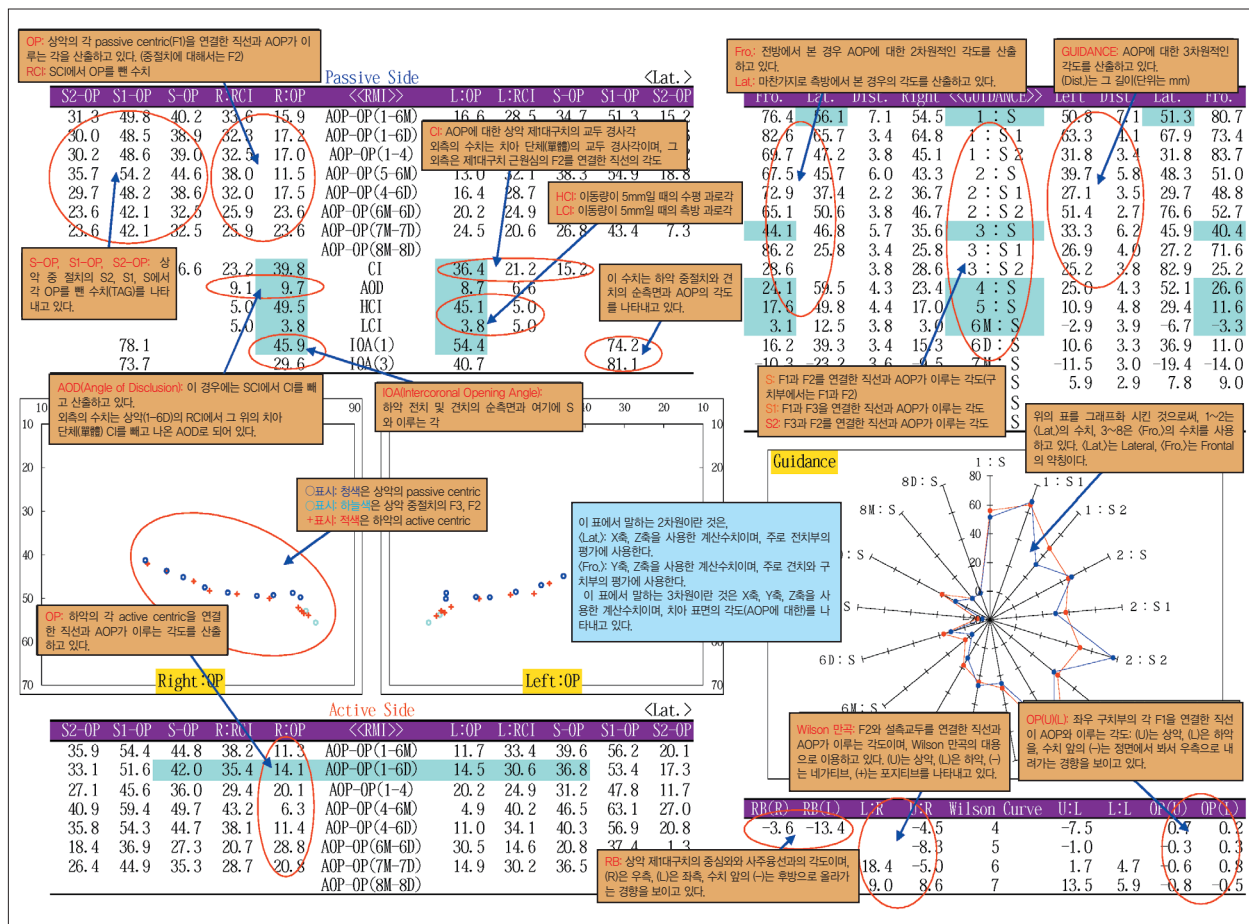 OP: 상악의 각 passive centric(F1)을 연결한 직선과 AOP가 이
루는 각을 산출하고 있다. (중절치에 대해서는 F2)
RCI: SCI에서 OP를 뺀 수치
Passive Side
<Lat.>
S2-OP S1-OP S-OP R:RCI R:OP <<RMI>> L:OP L:RCI S-OP S1-OP S2-OP
31.3 49.8 40.2 33.6 15.9 AOP-OP(1-6M) 16.6 28.5 34.7 51.3 15.2
30.0 48.5 38.9 32.3 17.2 AOP-OP(1-6D)
30.2 48.6 39.0 32.5 17.0 AOP-OP(1-4)
35.7 54.2 44.6 38.0 11.5 AOP-OP(5-6M) 13.0 32.1 38.3 54.9 18.8
29.7 48.2 38.6 32.0 17.5 AOP-OP(4-6D) 16.4 28.7
23.6 42.1 32.5 25.9 23.6 AOP-OP(6M-6D) 20.2 24.9
23.6 42.1 32.5 25.9 23.6 AOP-OP(7M-7D) 24.5 20.6 26.8 43.4 7.3
AOP-OP(8M-8D)
6.6 23.2 39.8 CI 36.4 21.2 15.2
9.1 9.7 AOD 8.7 6.
5.0 49.5 HCI 45.1 5.0
5.0 3.8 LCI 3.8 5.0
78.1 45.9 IOA(1) 54.4 74.2
73.7 29.6 IOA(3) 40.7 81.1
CI: AOP에 대한 상악 제1대구치의 교두 경사각
외측의 수치는 치아 단체(單體)의 교두 경사각이며, 그
외측은 제1대구치 근원심의 F2를 연결한 직선의 각도
HCI: 이동량이 5mm일 때의 수평 과로각
LCI: 이동량이 5mm일 때의 측방 과로각
S-OP, S1-OP, S2-OP: 상
악 중 절치의 S2, S1, S에서
각 OP를 뺀 수치(TAG)를 나타
내고 있다.
이 수치는 하악 중절치와 견
치의 순측면과 AOP의 각도
를 나타내고 있다.
AOD(Angle of Disclusion): 이 경우에는 SCI에서 CI를 빼
고 산출하고 있다.
외측의 수치는 상악(1-6D)의 RCI에서 그 위의 치아
단체(單體) CI를 빼고 나온 AOD로 되어 있다.
IOA(Intercoronal Opening Angle):
하악 전치 및 견치의 순측면과 여기에 S
와 이루는 각
Fro.: 전방에서 본 경우 AOP에 대한 2차원적인 각도를 산출
하고 있다.
Lat.: 마찬가지로 측방에서 본 경우의 각도를 산출하고 있다.
GUIDANCE: AOP에 대한 3차원적인
각도를 산출하고 있다.
(Dist.)는 그 길이(단위는 mm)
Fro. Lat. Dist. Right <<GUIDANCE>> Left Dist. Lat. Fro.
76.4 56.1 7.1 54.5 1:S 50.8 7.1 51.3 80.7
82.6 65.7 3.4 64.8 1:S1 63.3 4.1 67.9 73.4
69.7 47.2 3.8 45.1 1:S2 31.8 3.4 31.8 83.7
67.5 45.7 6.0 43.3 2:S 39.7 5.8 48.3 51.0
72.9 37.4 2.2 36.7 2:S1 27.1 3.5 29.7 48.8
65.1 50.6 3.8 46.7 2:S2 51.4 2.7 76.6 52.7
44.1 46.8 5.7 35.6 3:S 33.3 6.2 45.9 40.4
86.2 25.8 3.4 25.8 3:S1 26.9 4.0 27.2 71.6
28.6 3.8 28.6 3:S2 25.2 3.8 82.9 25.2
24.1 59.5 4.3 23.4 4:S 25.0 4.3 52.1 26.6
17.6 49.8 4.4 17.0 5:S 10.9 4.8 29.4 11.6
3.1 12.5 3.8 3.0 6M:S -2.9 3.9 -6.7 -3.3
16.2 39.3 3.4 15.3 6D:S 10.6 3.3 36.9 11.0
-10.3 -23.2 3.6 -9.5 7M:S -11.5 3.0 -19.4 -14.0
S 5.9 2.9 7.8 9.0
S
S
S: F1과 F2를 연결한 직선과 AOP가 이루는 각도(구
치부에서는 F1과 F2)
S1: F1과 F3을 연결한 직선과 AOP가 이루는 각도
S2: F3과 F2를 연결한 직선과 AOP가 이루는 각도
위의 표를 그래프화 시킨 것으로써, 1~2는
〈Lat.〉의 수치, 3~8은 〈Fro.〉의 수치를 사용
하고 있다. 〈Lat.〉는 Lateral, 〈Fro.〉는 Frontal
의 약칭이다.
10 90
20
30
40
50
60
70
○표시: 청색은 상악의 passive centric
○표시: 하늘색은 상악 중절치의 F3, F2
+표시: 적색은 하악의 active centric
OP: 하악의 각 active centric을 연결
한 직선과 AOP가 이루는 각도를 산출
하고 있다.
Right:OP
10
20
30
70
Left:OP
이 표에서 말하는 2차원이란 것은,
〈Lat.〉: X축, Z축을 사용한 계산수치이며, 주로 전치부의
평가에 사용한다.
〈Fro.〉: Y축, Z축을 사용한 계산수치이며, 주로 견치와 구
치부의 평가에 사용한다.
이 표에서 말하는 3차원이란 것은 X축, Y축, Z축을 사
용한 계산수치이며, 치아 표면의 각도(AOP에 대한)를 나
타내고 있다.
Guidance
1:S
8D:S
1:S1
8M:S
1:S2
D:S
2:S
:S
2:S1
6D:S
2:S2
6M:S
80
60
40
20
0
-20
Active Side
<Lat.>
S2-OP S1-OP S-OP R:RCI R:OP <<RMI>> L:OP L:RCI S-OP S1-OP S2-OP
35.9 54.4 44.8 38.2 11.3 AOP-OP(1-6M) 11.7 33.4 39.6 56.2 20.1
33.1 51.6 42.0 35.4 14.1 AOP-OP(1-6D) 14.5 30.6 36.8 53.4 17.3
27.1 45.6 36.0 29.4 20.1 AOP-OP(1-4) 20.2 24.9 31.2 47.8 11.7
40.9 59.4 49.7 43.2 6.3 AOP-OP(4-6M) 4.9 40.2 46.5 63.1 27.0
35.8 54.3 44.7 38.1 11.4 AOP-OP(4-6D) 11.0 34.1 40.3 56.9 20.8
18.4 36.9 27.3 20.7 28.8 AOP-OP(6M-6D) 30.5 14.6 20.8 37.4 1.3
26.4 44.9 35.3 28.7 20.8 AOP-OP(7M-7D) 14.9 30.2 36.5
AOP-OP(8M-8D)
Wilson 만곡: F2와 설측교두를 연결한 직선과
AOP가 이루는 각도이며, Wilson 만곡의 대용
으로 이용하고 있다. (U)는 상악, (L)은 하악, (-)
는 네가티브, (+)는 포지티브를 나타내고 있다.
OP(U)(L): 좌우 구치부의 각 F1을 연결한 직선
이 AOP와 이루는 각도: (U)는 상악, (L)은 하악
을, 수치 앞의 (-)는 정면에서 봐서 우측으로 내
려가는 경향을 보이고 있다.
RB(R) RB(L) L:R U:R Wilson Curve U:L L:L OP(U) OP(L)
-3.6 -13.4 -4.5 4 -7.5 0.7 0.2
-8.3 5 -1.0 -0.3 0.3
18.4 -5.0 6 1.7 4.7 -0.6 0.8
9.0 8.6 7 13.5 5.9 -0.8 -0.5
RB: 상악 제1대구치의 중심와와 사주융선과의 각도이며,
(R)은 우측, (L)은 좌측, 수치 앞의 (-)는 후방으로 올라가
는 경향을 보이고 있다.